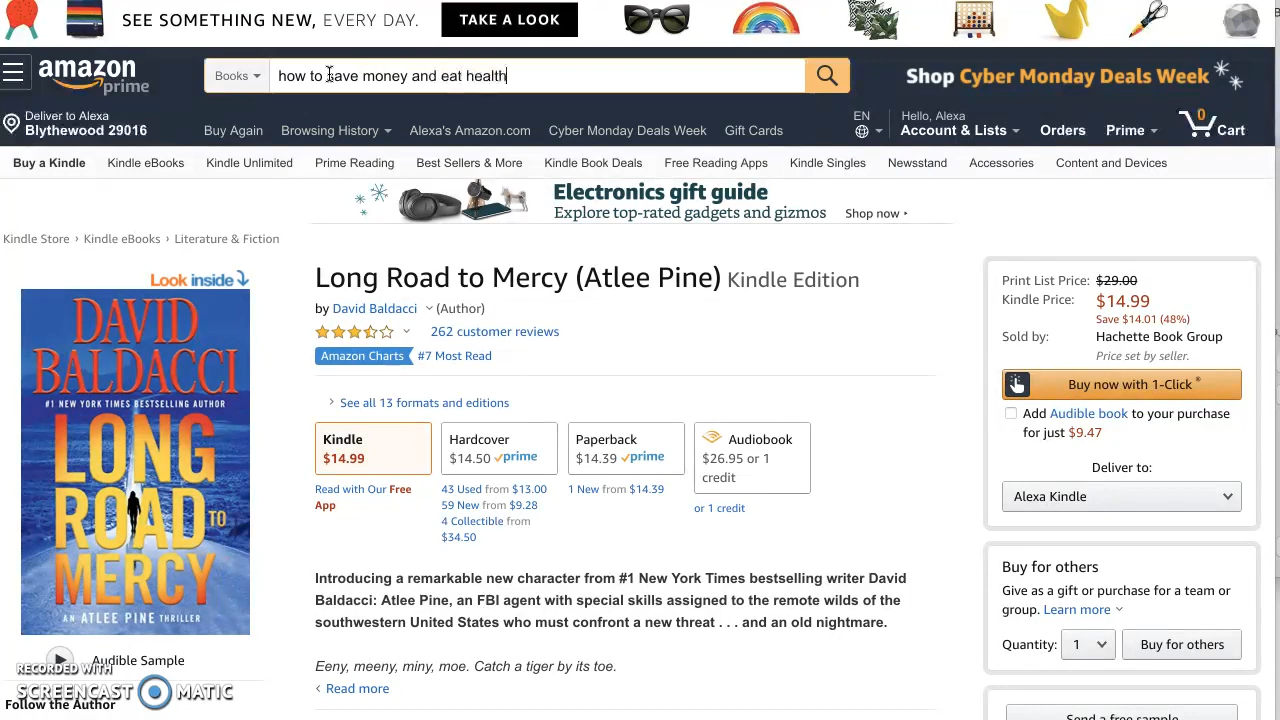 SEE SOMETHING NEW, EVERY DAY. TAKE A LOOK
amazon prime
Books
how to save money and eat health
Shop Cyber Monday Deals Week
Deliver to Alexa
Blythewood 29016
Buy Again Browsing History Alexa's Amazon.com Cyber Monday Deals Week Gift Cards
EN
Hello, Alexa
Account & Lists Orders Prime 0 Cart
Buy a Kindle Kindle eBooks Kindle Unlimited Prime Reading Best Sellers & More Kindle Book Deals Free Reading Apps Kindle Singles Newsstand Accessories Content and Devices
Electronics gift guide
Explore top-rated gadgets and gizmos Shop now ▸
Kindle Store › Kindle eBooks › Literature & Fiction
Look inside
DAVID
BALDACCI
#1 NEW YORK TIMES BESTSELLING AUTHOR
LONG
ROAD TO
MERCY
AN ATLEE PINE THRILLER
Audible Sample
Follow the Author
Long Road to Mercy (Atlee Pine) Kindle Edition
by David Baldacci (Author)
262 customer reviews
Amazon Charts #7 Most Read
See all 13 formats and editions
Kindle
$14.99
Read with Our Free
App
Hardcover
$14.50 prime
43 Used from $13.00
59 New from $9.28
4 Collectible from
$34.50
Paperback
$14.39 prime
1 New from $14.39
Audiobook
$26.95 or 1
credit
or 1 credit
Introducing a remarkable new character from #1 New York Times bestselling writer David
Baldacci: Atlee Pine, an FBI agent with special skills assigned to the remote wilds of the
southwestern United States who must confront a new threat . . . and an old nightmare.
Eeny, meeny, miny, moe. Catch a tiger by its toe.
Read more
Print List Price: $29.00
Kindle Price: $14.99
Save $14.01 (48%)
Sold by: Hachette Book Group
Price set by seller.
Buy now with 1-Click ®
Add Audible book to your purchase
for just $9.47
Deliver to:
Alexa Kindle
Buy for others
Give as a gift or purchase for a team or
group. Learn more
Quantity: 1 Buy for others
Send a free sample
RECORDED WITH
SCREENCAST MATIC